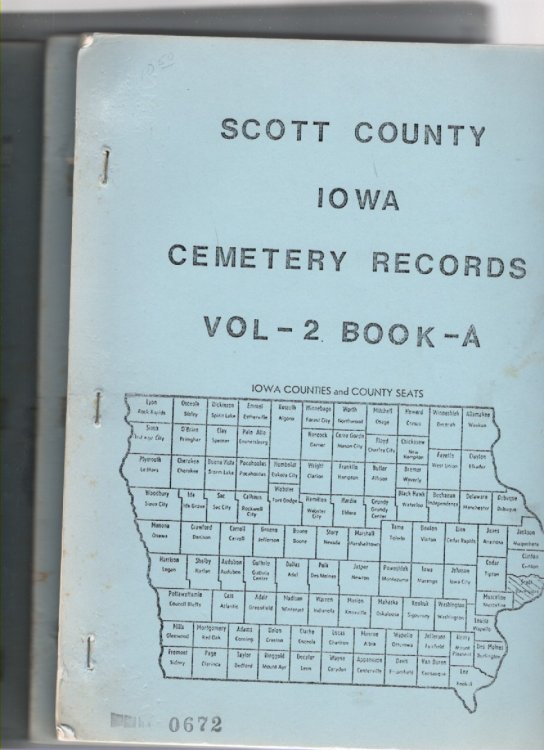 10.50
SCOTT COUNTY
IOWA
CEMETERY RECORDS
VOL-2 BOOK-A
IOWA COUNTIES and COUNTY SEATS
Lyon Osceola Dickinson Emmet Kossuth Winnebago Worth Mitchell Howard Winneshiek Allamakee
Rock Rapids Sibley Spirit Lake Estherville Algona Forest City Northwood Osage Cresco Decorah Waukon
Sioux O'Brien Clay Palo Alto Hancock Cerro Gordo Floyd Chickasaw Fayette Clayton
Primghar Spencer Emmetsburg Garner Mason City Charles City New Hampton West Union Elkader
Plymouth Cherokee Buena Vista Pocahontas Humboldt Wright Franklin Butler Bremer
LeMars Cherokee Storm Lake Pocahontas Dakota City Clarion Hampton Allison Waverly
Woodbury Ida Sac Calhoun Webster Hamilton Hardin Grundy Black Hawk Buchanan Delaware Dubuque
Sioux City Ida Grove Sac City Rockwell City Fort Dodge Webster City Eldora Grundy Center Waterloo Independence Manchester Dubuque
Monona Crawford Carroll Greene Boone Story Marshall Tama Benton Linn Jones Jackson
Onawa Denison Carroll Jefferson Boone Nevada Marshalltown Toledo Vinton Cedar Rapids Anamosa Maquoketa
Harrison Shelby Audubon Guthrie Dallas Polk Jasper Poweshiek Iowa Johnson Cedar Clinton
Logan Harlan Audubon Guthrie Center Adel Des Moines Newton Montezuma Marengo Iowa City Tipton Clinton
Scott
Pottawattamie Cass Adair Madison Warren Marion Mahaska Keokuk Washington Muscatine
Council Bluffs Atlantic Greenfield Winterset Indianola Knoxville Oskaloosa Sigourney Washington Muscatine
Louisa
Wapello
Mills Montgomery Adams Union Clarke Lucas Monroe Wapello Jefferson Henry Des Moines
Glenwood Red Oak Corning Creston Osceola Chariton Albia Ottumwa Fairfield Mount Pleasant Burlington
Fremont Page Taylor Ringgold Decatur Wayne Appanoose Davis Van Buren Lee
Sidney Clarinda Bedford Mount Ayr Leon Corydon Centerville Bloomfield Keosauqua
0672